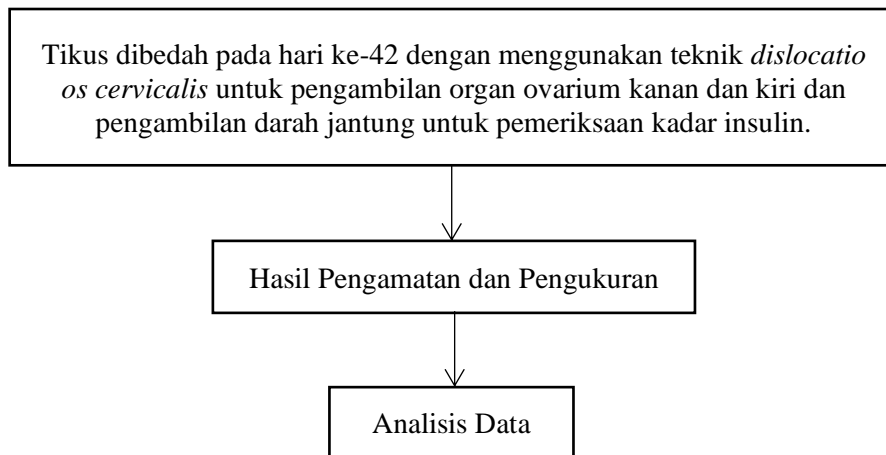 Tikus dibedah pada hari ke-42 dengan menggunakan teknik dislocatio
os cervicalis untuk pengambilan organ ovarium kanan dan kiri dan
pengambilan darah jantung untuk pemeriksaan kadar insulin.
Hasil Pengamatan dan Pengukuran
Analisis Data